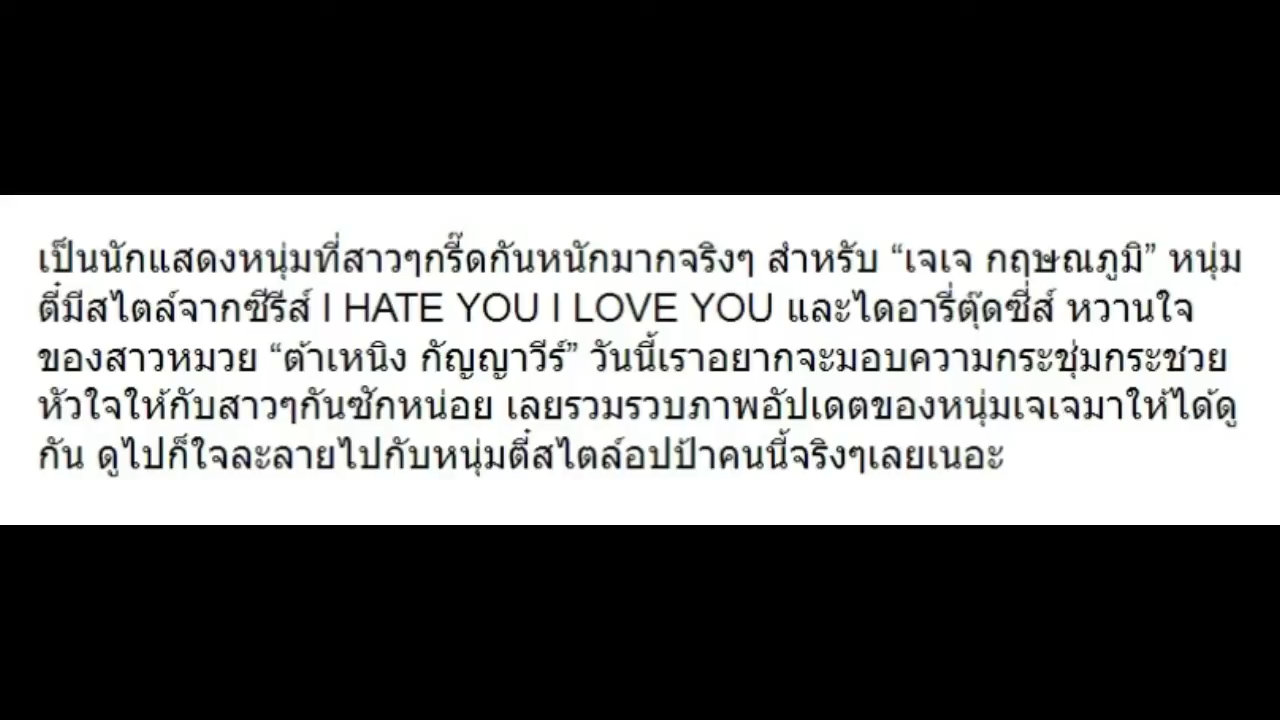 เป็นนักแสดงหนุ่มที่สาวๆกรี๊ดกันหนักมากจริงๆ สำหรับ “เจเจ กฤษณภูมิ” หนุ่ม
ตี๋มีสไตล์จากซีรีส์ I HATE YOU I LOVE YOU และไดอารี่ตุ๊ดซี่ส์ หวานใจ
ของสาวหมวย “ต้าเหนิง กัญญาวีร์” วันนี้เราอยากจะมอบความกระชุ่มกระชวย
หัวใจให้กับสาวๆกันซักหน่อย เลยรวมรวบภาพอัปเดตของหนุ่มเจเจมาให้ได้ดู
กัน ดูไปก็ใจละลายไปกับหนุ่มตี๋สไตล์อปป้าคนนี้จริงๆเลยเนอะ